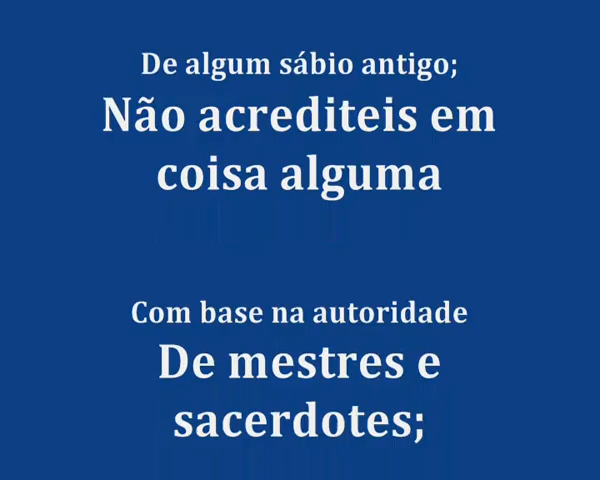 De algum sábio antigo;
Não acrediteis em
coisa alguma
Com base na autoridade
De mestres e
sacerdotes;